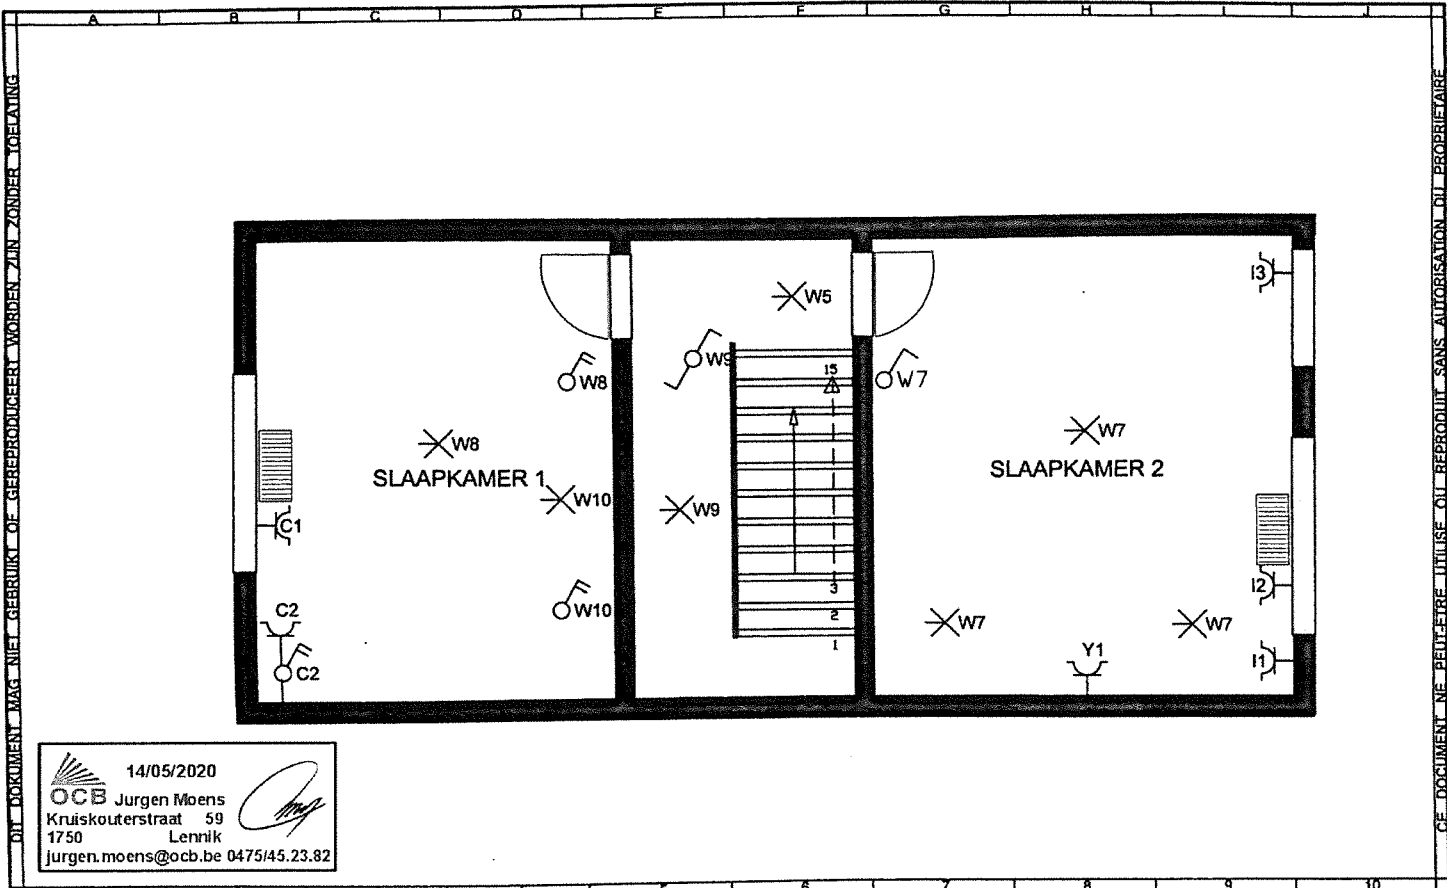 A B C D E F G H I J
DIT DOKUMENT MAG NIET GEBRUIKT OF GEREPRODUCEERT WORDEN ZIJN ZONDER TOELATING
CE DOCUMENT NE PEUT-ETRE UTILISE OU REPRODUIT SANS AUTORISATION DU PROPRIETAIRE
I3
W5
W9
15
W8
W7
W8
W7
SLAAPKAMER 1
SLAAPKAMER 2
W10
W9
C1
I2
3
C2
W10
2
W7
W7
1
Y1
I1
C2
14/05/2020
OCB Jurgen Moens
Kruiskouterstraat 59
1750 Lennik
jurgen.moens@ocb.be 0475/45.23.82
6 7 8 9 10